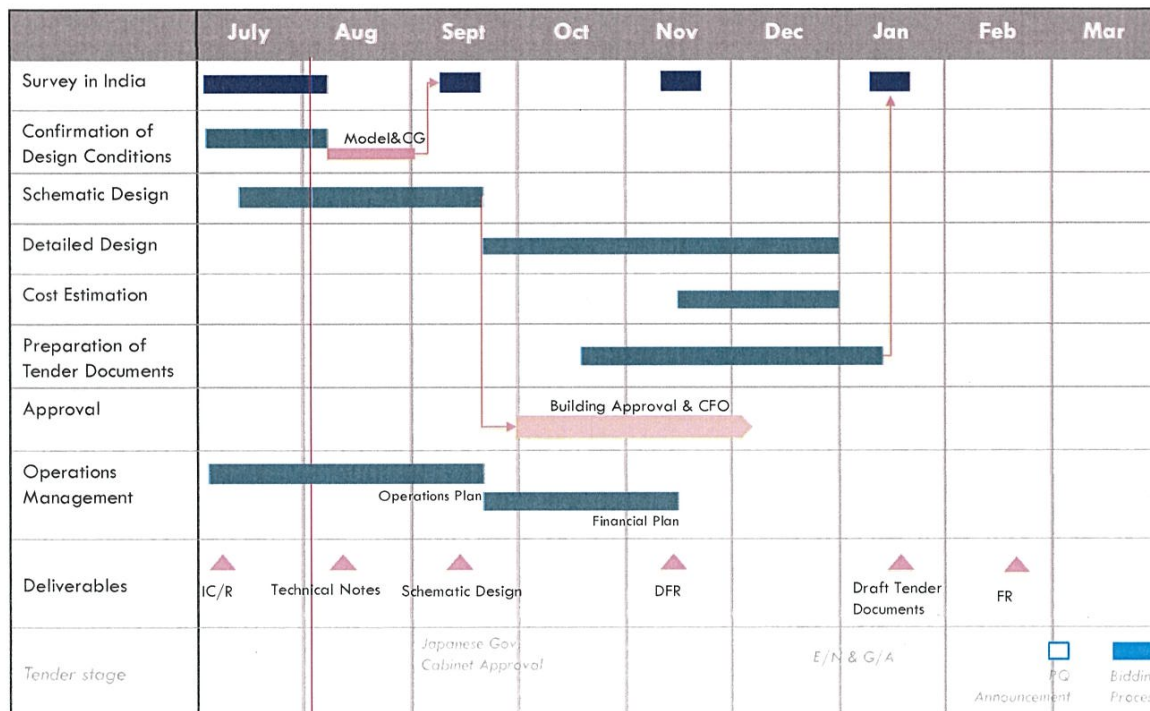 July Aug Sept Oct Nov Dec Jan Feb Mar
Survey in India
Confirmation of
Design Conditions
Model&CG
Schematic Design
Detailed Design
Cost Estimation
Preparation of
Tender Documents
Approval
Building Approval & CFO
Operations
Management
Operations Plan
Financial Plan
Deliverables
IC/R
Technical Notes
Schematic Design
DFR
Draft Tender
Documents
FR
Tender stage
Japanese Gov
Cabinet Approval
E/N & G/A
PQ
Announcement